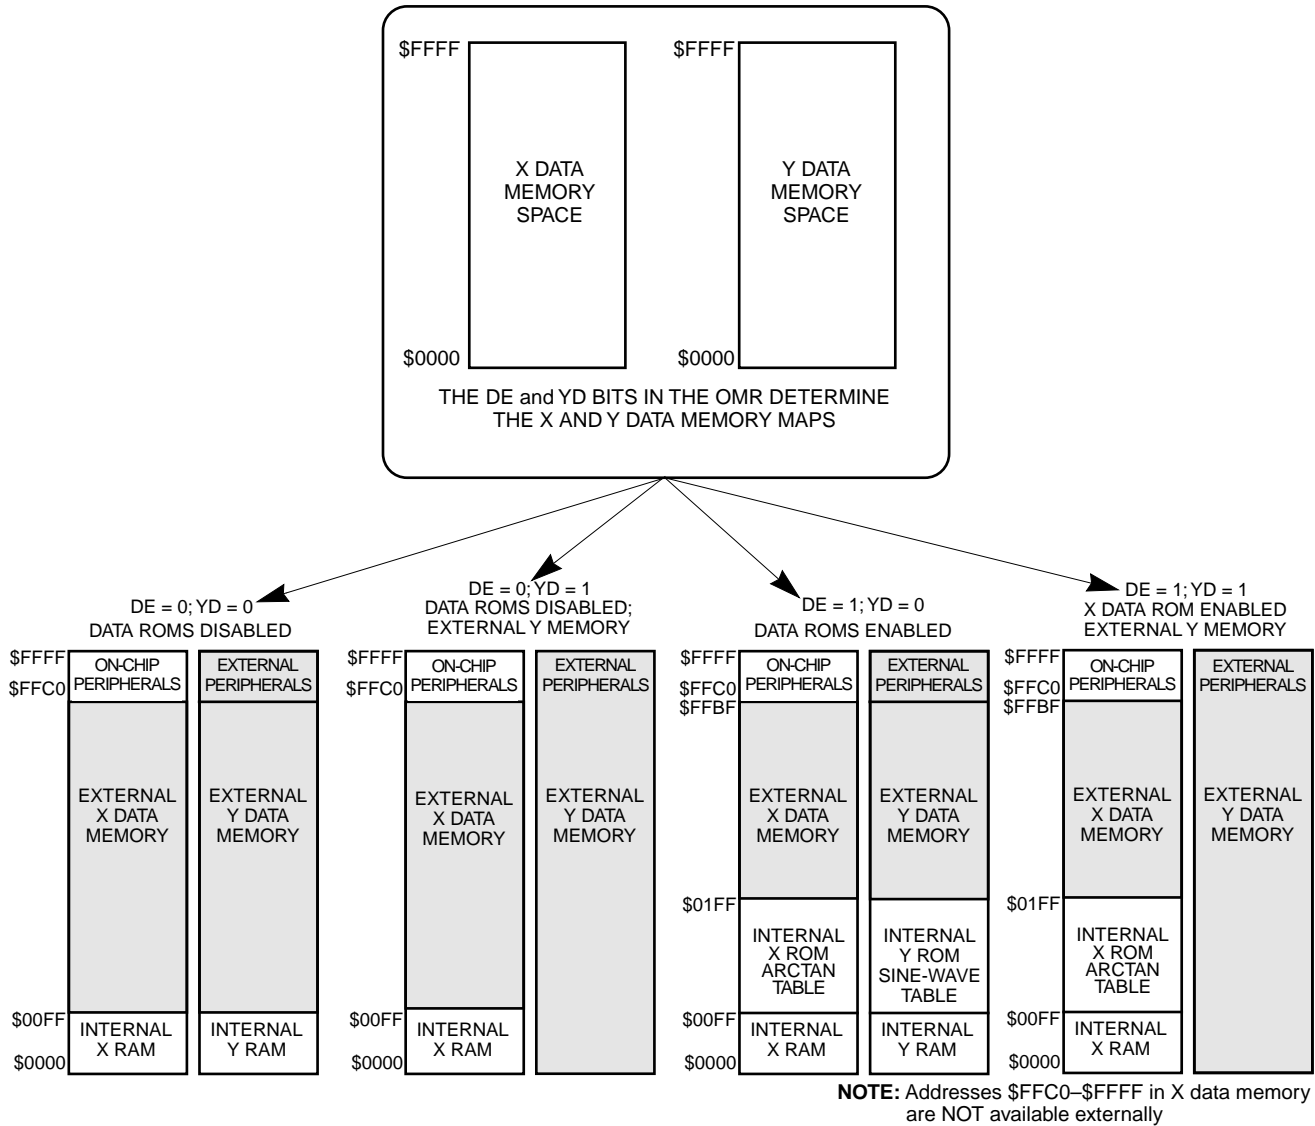 $FFFF
$FFFF
X DATA
MEMORY
SPACE
Y DATA
MEMORY
SPACE
$0000
$0000
THE DE and YD BITS IN THE OMR DETERMINE
THE X AND Y DATA MEMORY MAPS
DE = 0; YD = 0
DATA ROMS DISABLED
$FFFF
$FFC0
ON-CHIP
PERIPHERALS
EXTERNAL
PERIPHERALS
EXTERNAL
X DATA
MEMORY
EXTERNAL
Y DATA
MEMORY
$00FF
$0000
INTERNAL
X RAM
INTERNAL
Y RAM
DE = 0; YD = 1
DATA ROMS DISABLED;
EXTERNAL Y MEMORY
$FFFF
$FFC0
ON-CHIP
PERIPHERALS
EXTERNAL
PERIPHERALS
EXTERNAL
X DATA
MEMORY
EXTERNAL
Y DATA
MEMORY
$00FF
$0000
INTERNAL
X RAM
DE = 1; YD = 0
DATA ROMS ENABLED
$FFFF
$FFC0
$FFBF
ON-CHIP
PERIPHERALS
EXTERNAL
PERIPHERALS
EXTERNAL
X DATA
MEMORY
EXTERNAL
Y DATA
MEMORY
$01FF
INTERNAL
X ROM
ARCTAN
TABLE
INTERNAL
Y ROM
SINE-WAVE
TABLE
$00FF
$0000
INTERNAL
X RAM
INTERNAL
Y RAM
DE = 1; YD = 1
X DATA ROM ENABLED
EXTERNAL Y MEMORY
$FFFF
$FFC0
$FFBF
ON-CHIP
PERIPHERALS
EXTERNAL
PERIPHERALS
EXTERNAL
X DATA
MEMORY
EXTERNAL
Y DATA
MEMORY
$01FF
INTERNAL
X ROM
ARCTAN
TABLE
$00FF
$0000
INTERNAL
X RAM
NOTE: Addresses $FFC0–$FFFF in X data memory
are NOT available externally